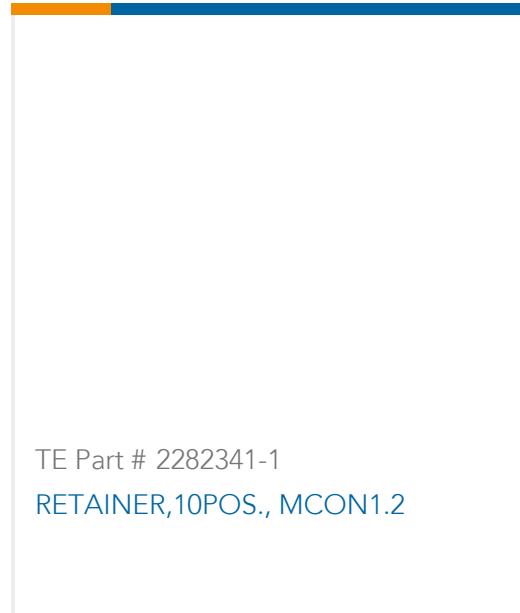 TE Part # 2282341-1
RETAINER,10POS., MCON1.2